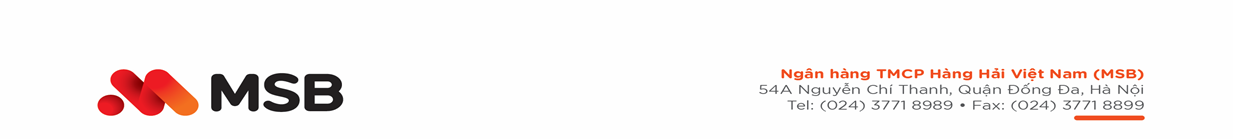 MSB
Ngân hàng TMCP Hàng Hải Việt Nam (MSB)
54A Nguyễn Chí Thanh, Quận Đống Đa, Hà Nội
Tel: (024) 3771 8989 • Fax: (024) 3771 8899